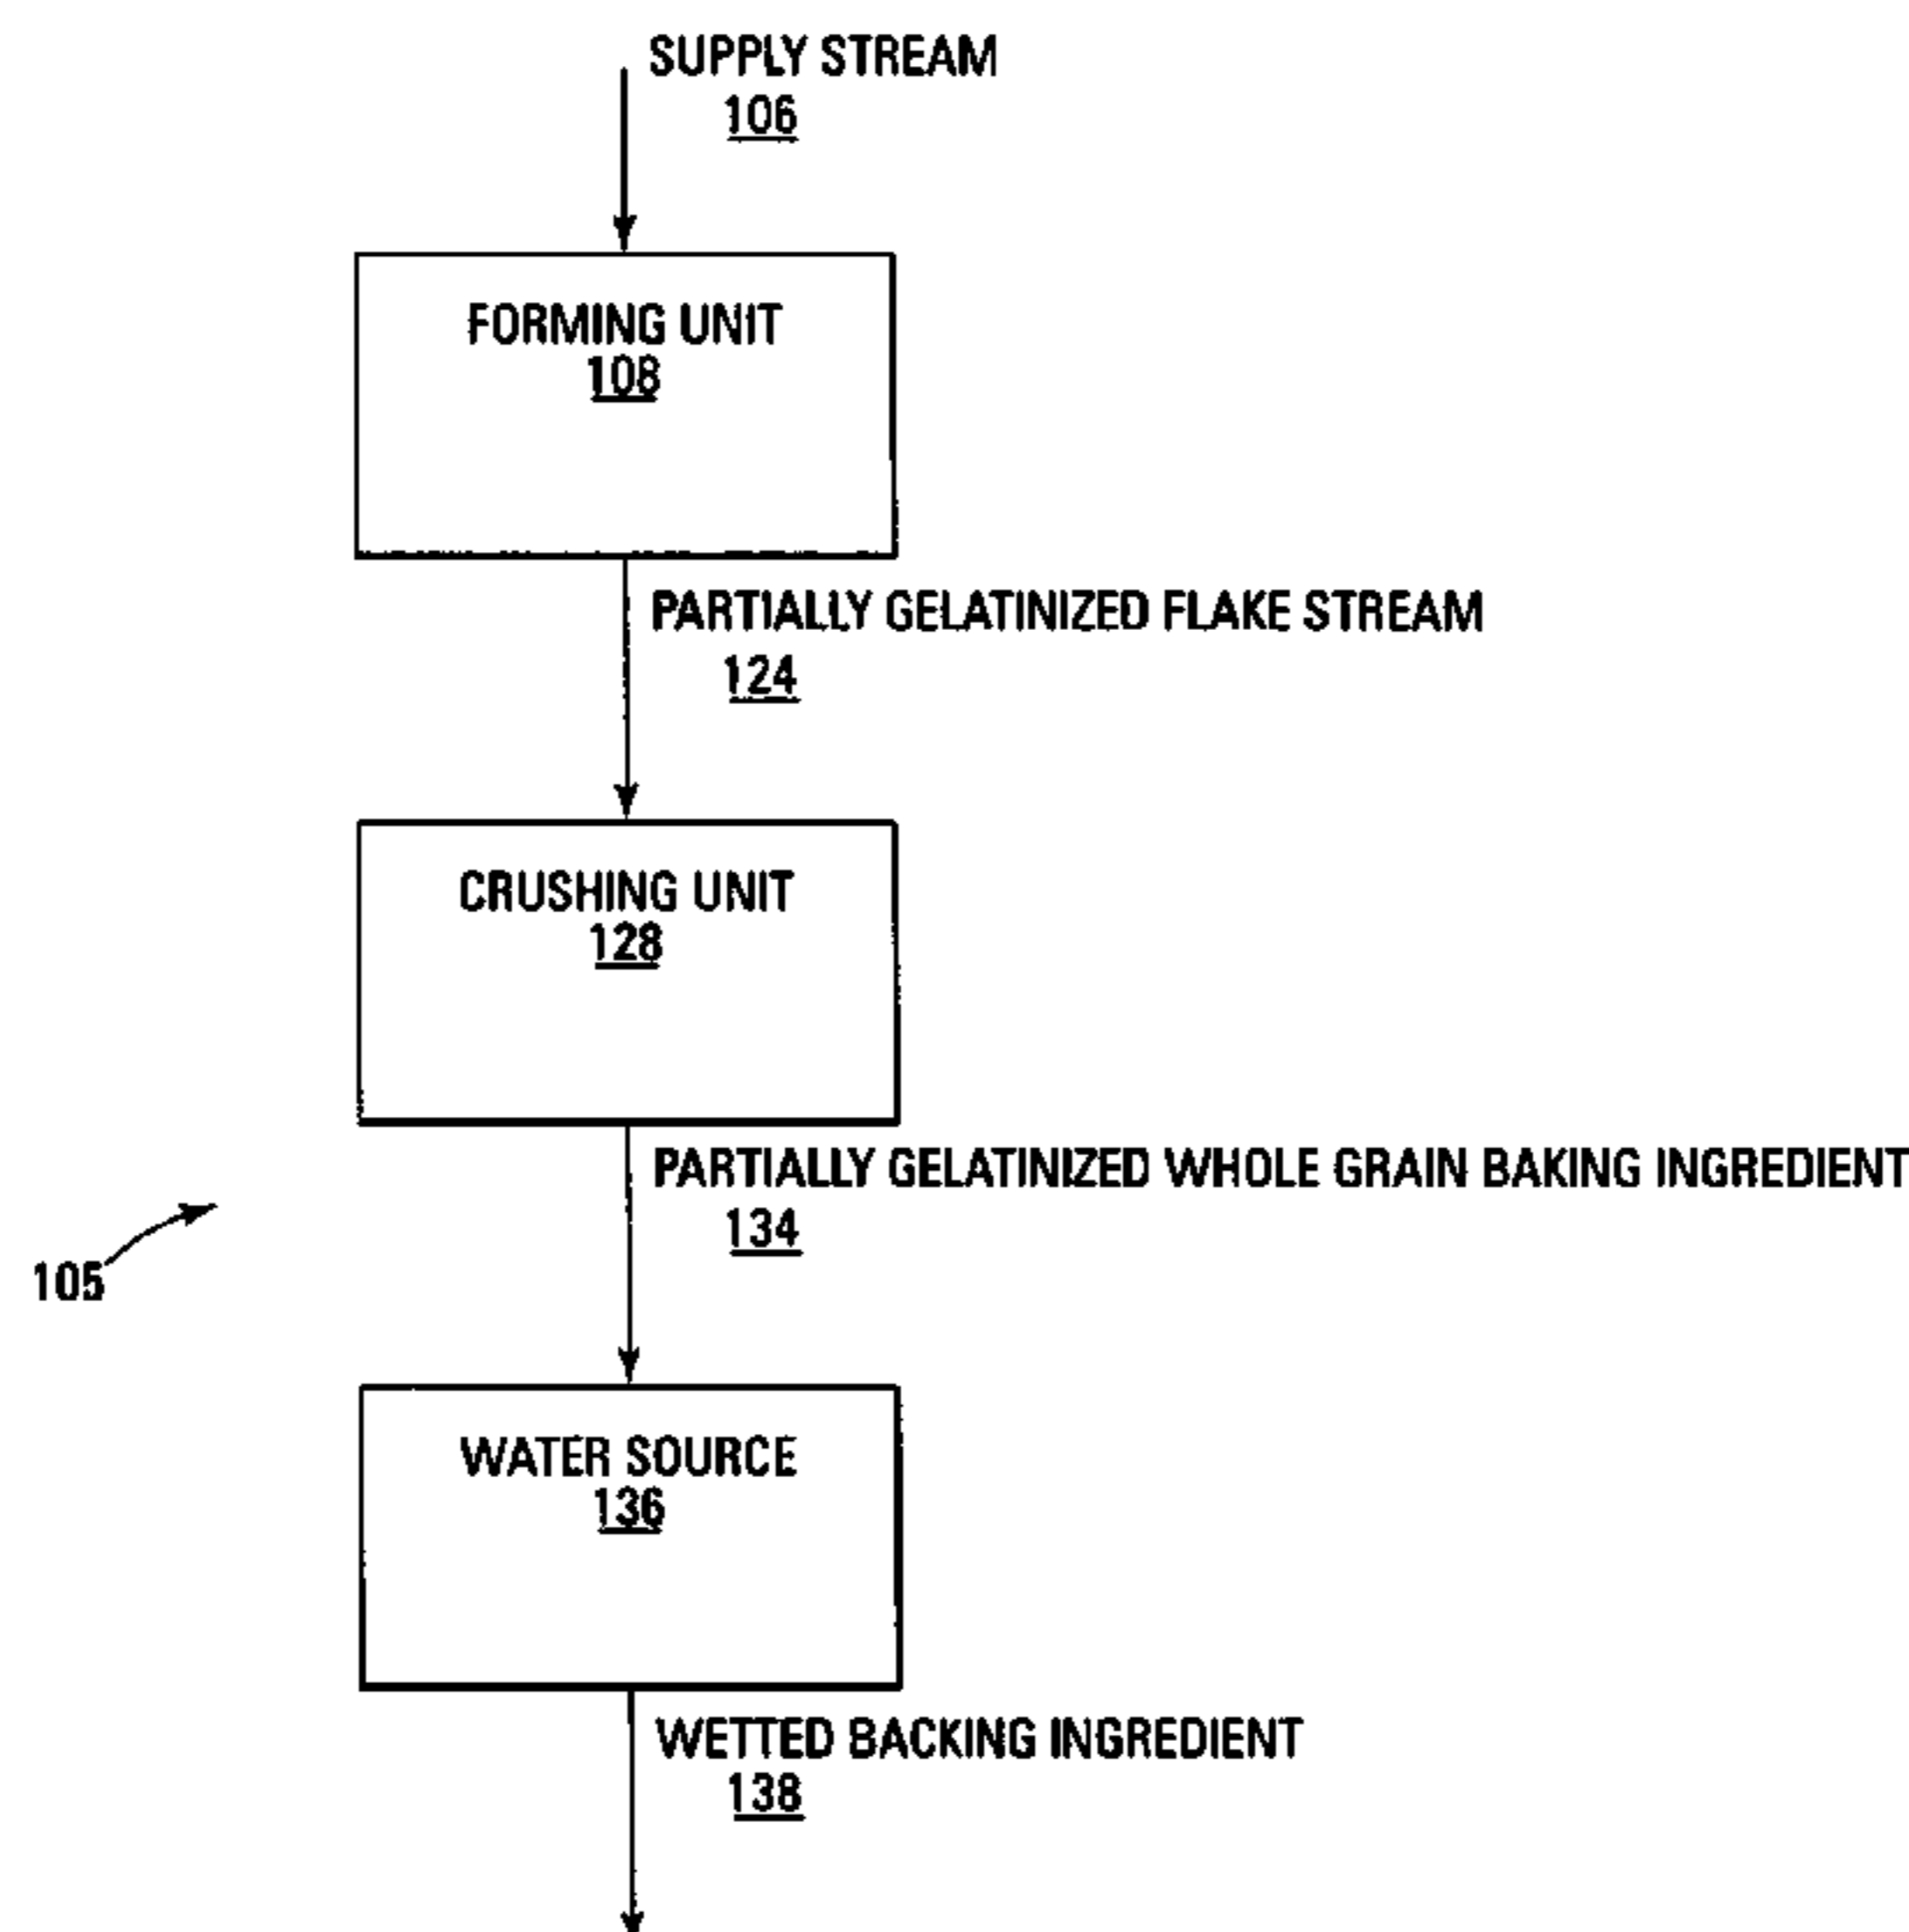 SUPPLY STREAM
106
FORMING UNIT
108
PARTIALLY GELATINIZED FLAKE STREAM
124
CRUSHING UNIT
128
PARTIALLY GELATINIZED WHOLE GRAIN BAKING INGREDIENT
134
105
WATER SOURCE
136
WETTED BACKING INGREDIENT
138